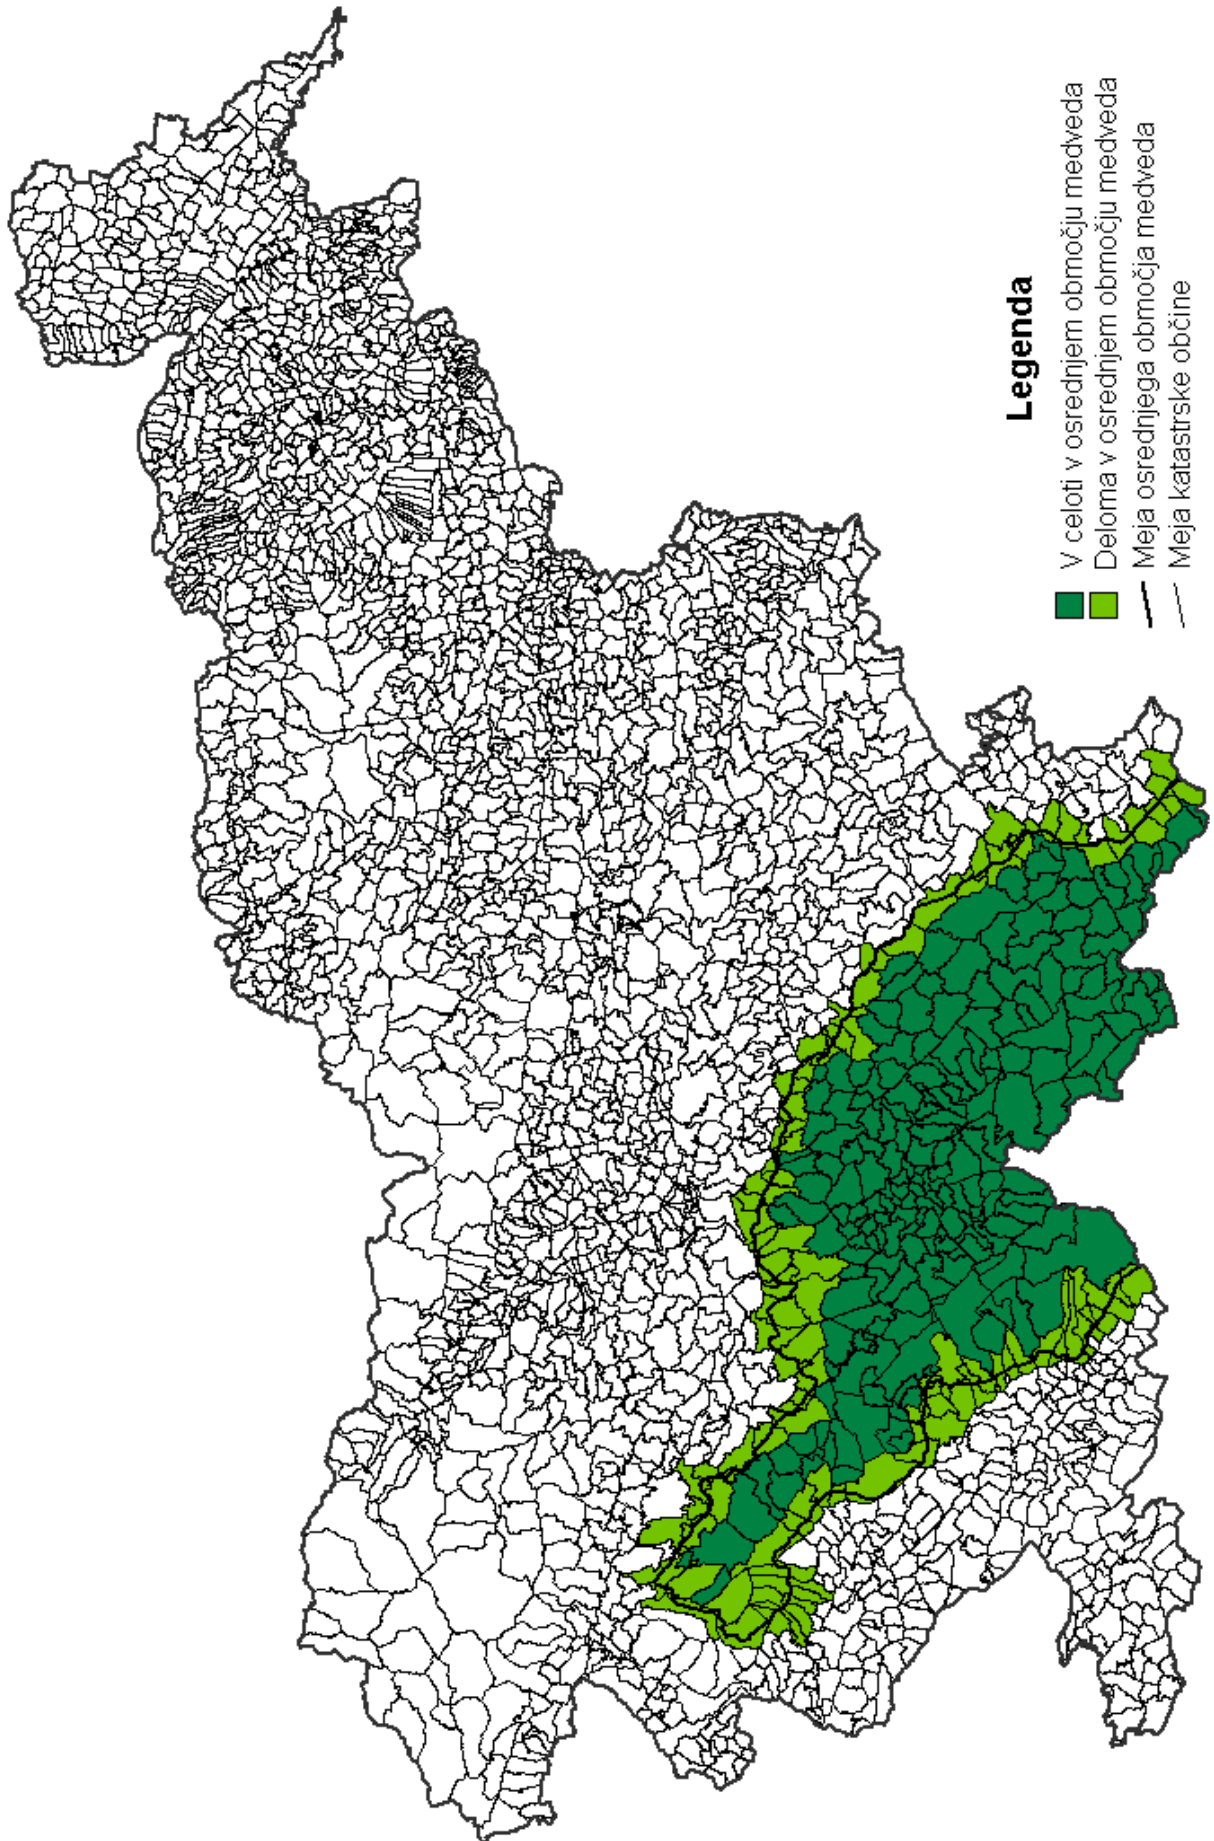 Legenda
V celoti v osrednjem območju medveda
Deloma v osrednjem območju medveda
Meja osrednjega območja medveda
Meja katastrske občine